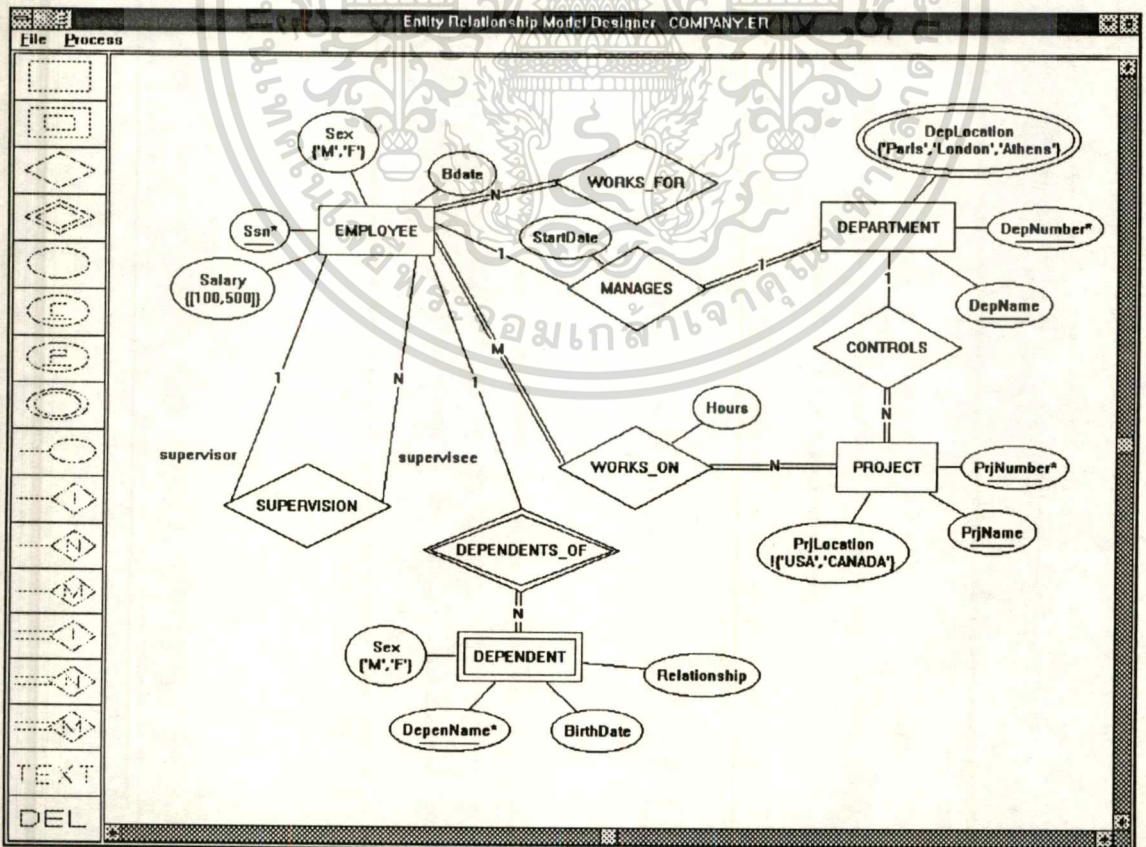 Entity Relationship Model Designer - COMPANY.ER
File Process
Sex
{'M','F'}
Bdate
N
WORKS_FOR
DepLocation
{'Paris','London','Athens'}
Ssn*
EMPLOYEE
StartDate
DEPARTMENT
DepNumber*
Salary
{[100,500]}
1
MANAGES
1
1
DepName
M
CONTROLS
1
N
1
Hours
N
supervisor
supervisee
WORKS_ON
N
PROJECT
PrjNumber*
SUPERVISION
PrjName
DEPENDENTS_OF
PrjLocation
!{'USA','CANADA'}
N
Sex
{'M','F'}
DEPENDENT
Relationship
DepenName*
BirthDate
1
N
M
1
N
M
TEXT
DEL